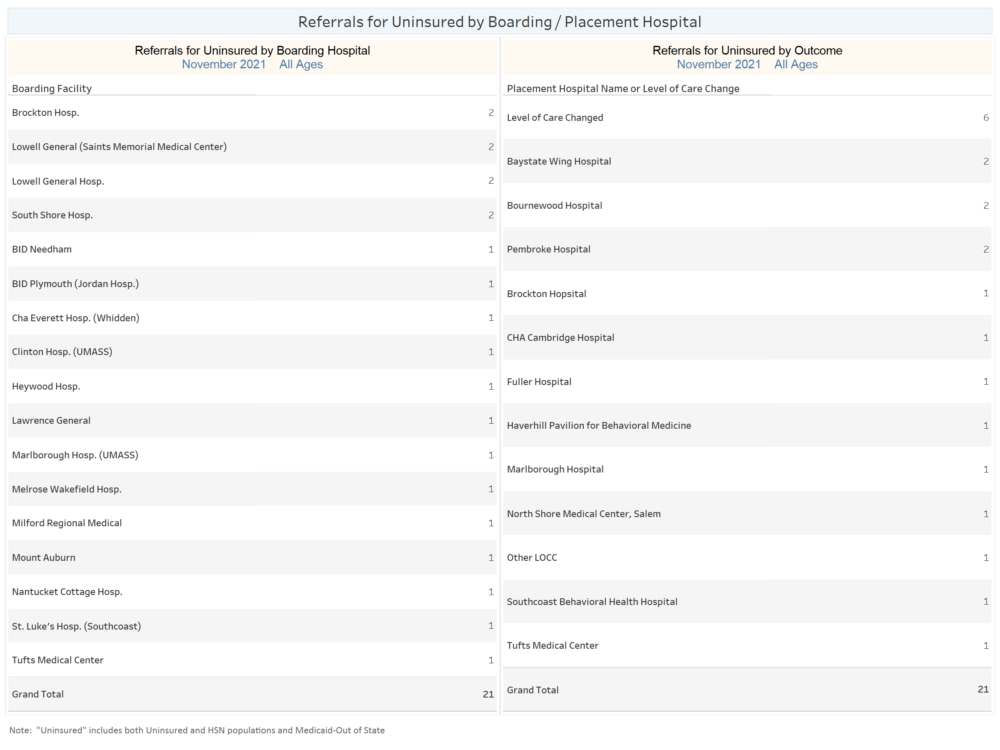 Referrals for Uninsured by Boarding / Placement Hospital
Referrals for Uninsured by Boarding Hospital
November 2021 All Ages
Boarding Facility
Brockton Hosp. 2
Lowell General (Saints Memorial Medical Center) 2
Lowell General Hosp. 2
South Shore Hosp. 2
BID Needham 1
BID Plymouth (Jordan Hosp.) 1
Cha Everett Hosp. (Whidden) 1
Clinton Hosp. (UMASS) 1
Heywood Hosp. 1
Lawrence General 1
Marlborough Hosp. (UMASS) 1
Melrose Wakefield Hosp. 1
Milford Regional Medical 1
Mount Auburn 1
Nantucket Cottage Hosp. 1
St. Luke’s Hosp. (Southcoast) 1
Tufts Medical Center 1
Grand Total 21
Referrals for Uninsured by Outcome
November 2021 All Ages
Placement Hospital Name or Level of Care Change
Level of Care Changed 6
Baystate Wing Hospital 2
Bournewood Hospital 2
Pembroke Hospital 2
Brockton Hopsital 1
CHA Cambridge Hospital 1
Fuller Hospital 1
Haverhill Pavilion for Behavioral Medicine 1
Marlborough Hospital 1
North Shore Medical Center, Salem 1
Other LOCC 1
Southcoast Behavioral Health Hospital 1
Tufts Medical Center 1
Grand Total 21
Note: "Uninsured" includes both Uninsured and HSN populations and Medicaid-Out of State